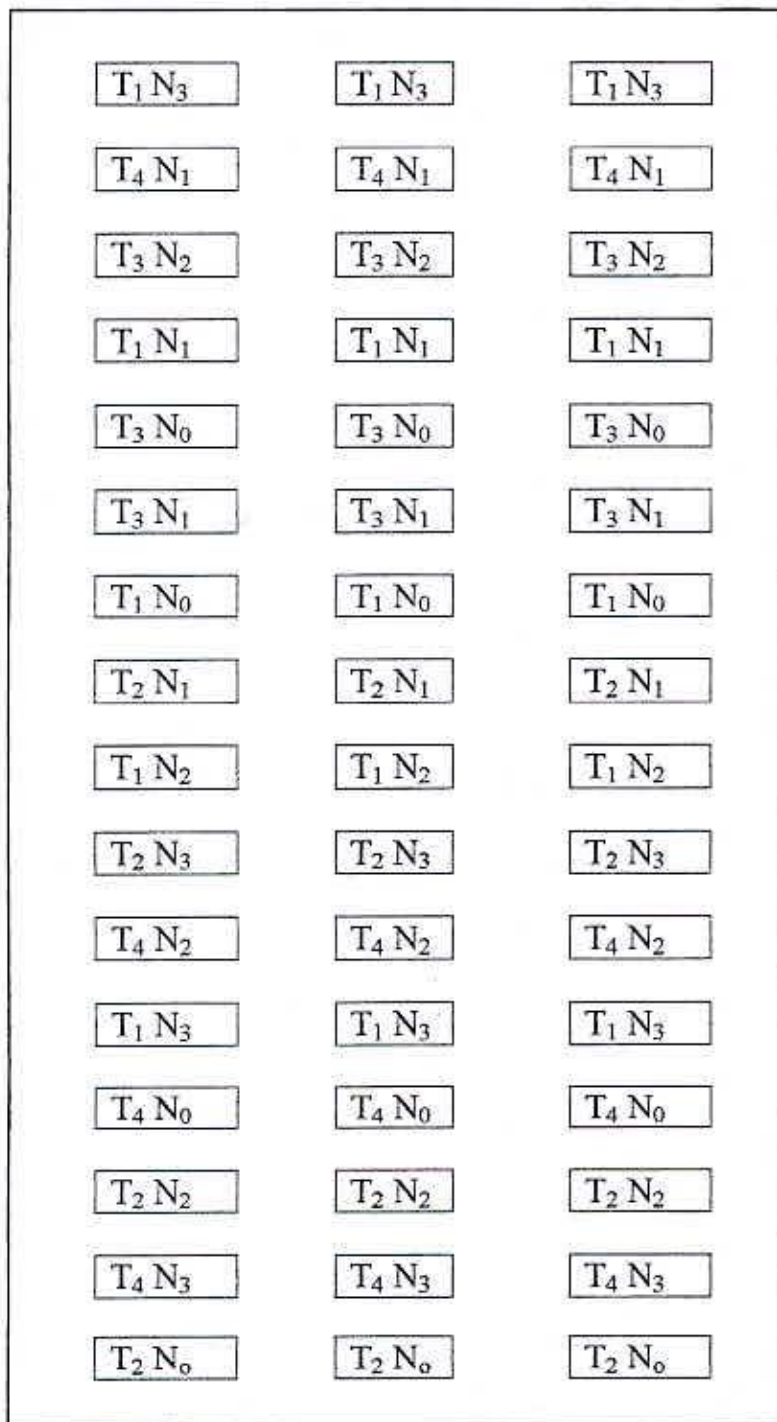 T₁ N₃ T₁ N₃ T₁ N₃
T₄ N₁ T₄ N₁ T₄ N₁
T₃ N₂ T₃ N₂ T₃ N₂
T₁ N₁ T₁ N₁ T₁ N₁
T₃ N₀ T₃ N₀ T₃ N₀
T₃ N₁ T₃ N₁ T₃ N₁
T₁ N₀ T₁ N₀ T₁ N₀
T₂ N₁ T₂ N₁ T₂ N₁
T₁ N₂ T₁ N₂ T₁ N₂
T₂ N₃ T₂ N₃ T₂ N₃
T₄ N₂ T₄ N₂ T₄ N₂
T₁ N₃ T₁ N₃ T₁ N₃
T₄ N₀ T₄ N₀ T₄ N₀
T₂ N₂ T₂ N₂ T₂ N₂
T₄ N₃ T₄ N₃ T₄ N₃
T₂ Nₒ T₂ Nₒ T₂ Nₒ